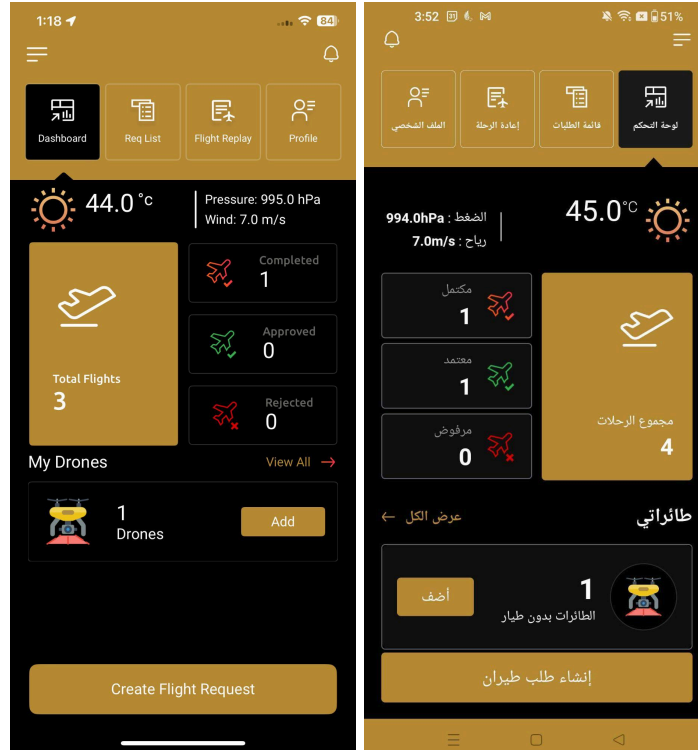 1:18
84
Dashboard
Req List
Flight Replay
Profile
44.0 °c
Pressure: 995.0 hPa
Wind: 7.0 m/s
Total Flights
3
Completed
1
Approved
0
Rejected
0
My Drones
View All →
1
Drones
Add
Create Flight Request
3:52
31
51%
لوحة التحكم
قائمة الطلبات
إعادة الرحلة
الملف الشخصي
45.0°C
الضغط : 994.0hPa
رياح : 7.0m/s
مجموع الرحلات
4
مكتمل
1
معتمد
1
مرفوض
0
طائراتي
عرض الكل ←
1
الطائرات بدون طيار
أضف
إنشاء طلب طيران